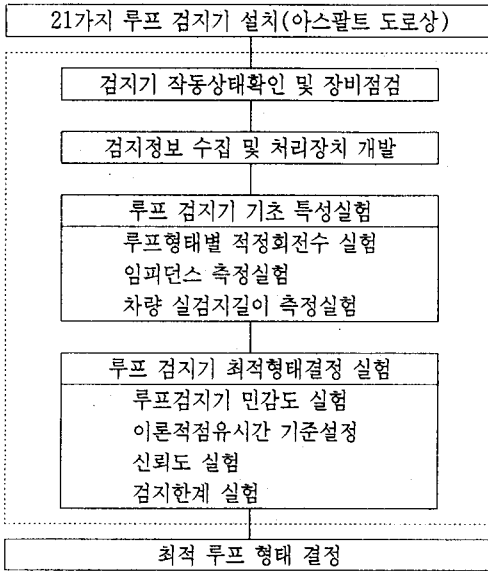 21가지 루프 검지기 설치(아스팔트 도로상)
검지기 작동상태확인 및 장비점검
검지정보 수집 및 처리장치 개발
루프 검지기 기초 특성실험
루프형태별 적정회전수 실험
임피던스 측정실험
차량 실검지길이 측정실험
루프 검지기 최적형태결정 실험
루프검지기 민감도 실험
이론적점유시간 기준설정
신뢰도 실험
검지한계 실험
최적 루프 형태 결정